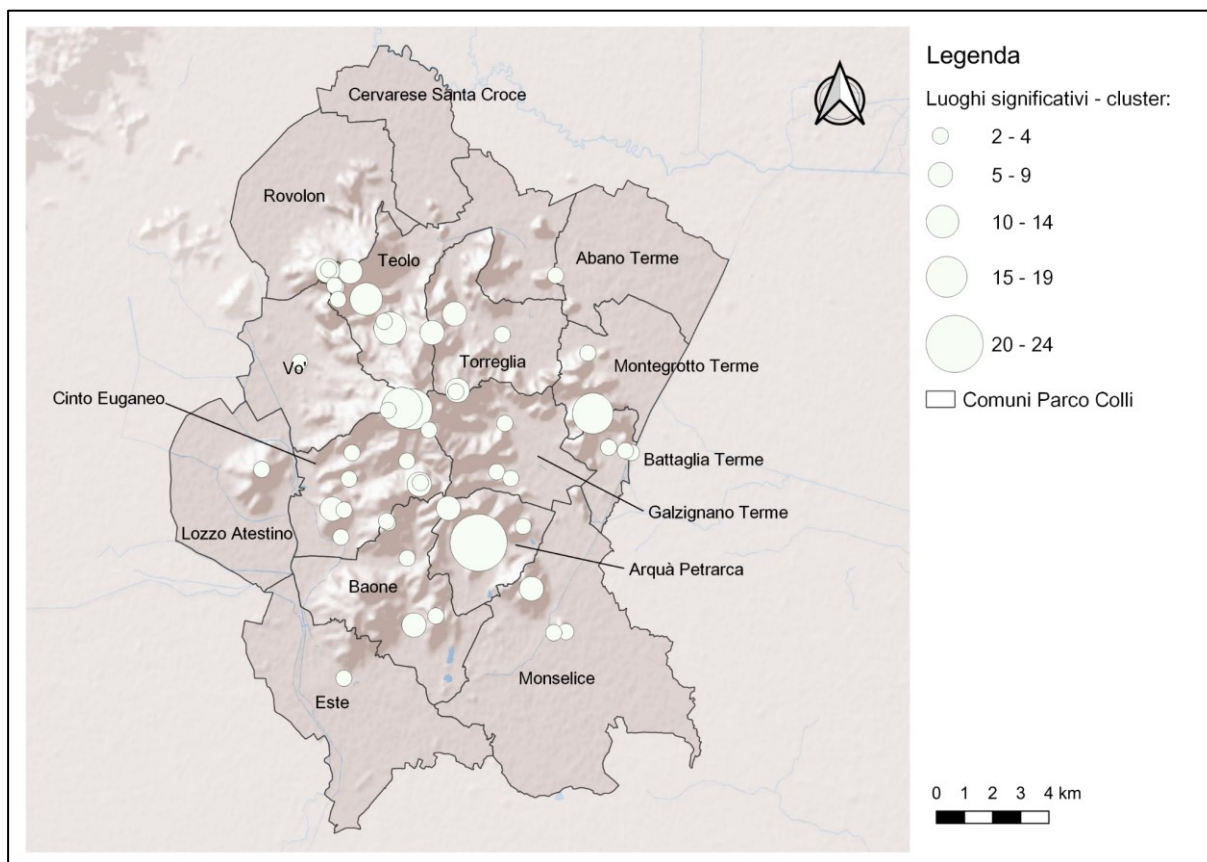 Legenda
Luoghi significativi - cluster:
2 - 4
5 - 9
10 - 14
15 - 19
20 - 24
Comuni Parco Colli
Cervarese Santa Croce
Rovolon
Teolo
Abano Terme
Torreglia
Montegrotto Terme
Vo'
Cinto Euganeo
Battaglia Terme
Galzignano Terme
Lozzo Atestino
Arquà Petrarca
Baone
Monselice
Este
0 1 2 3 4 km